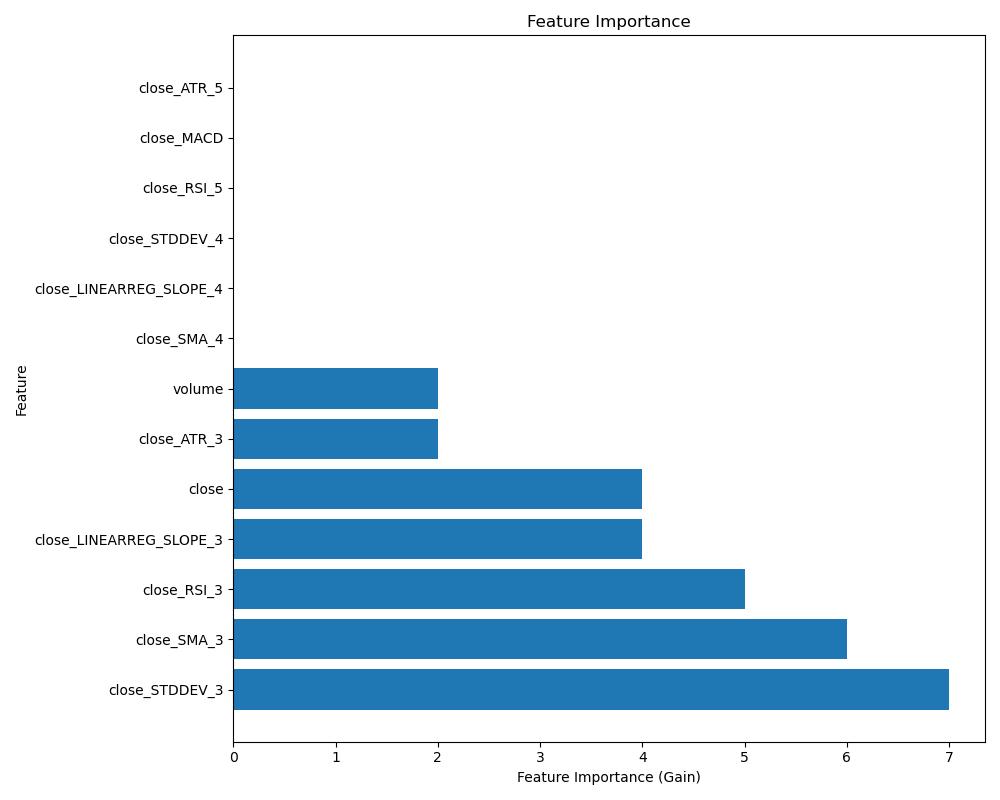 Feature Importance
close_ATR_5
close_MACD
close_RSI_5
close_STDDEV_4
close_LINEARREG_SLOPE_4
close_SMA_4
volume
close_ATR_3
close
close_LINEARREG_SLOPE_3
close_RSI_3
close_SMA_3
close_STDDEV_3
Feature
0 1 2 3 4 5 6 7
Feature Importance (Gain)